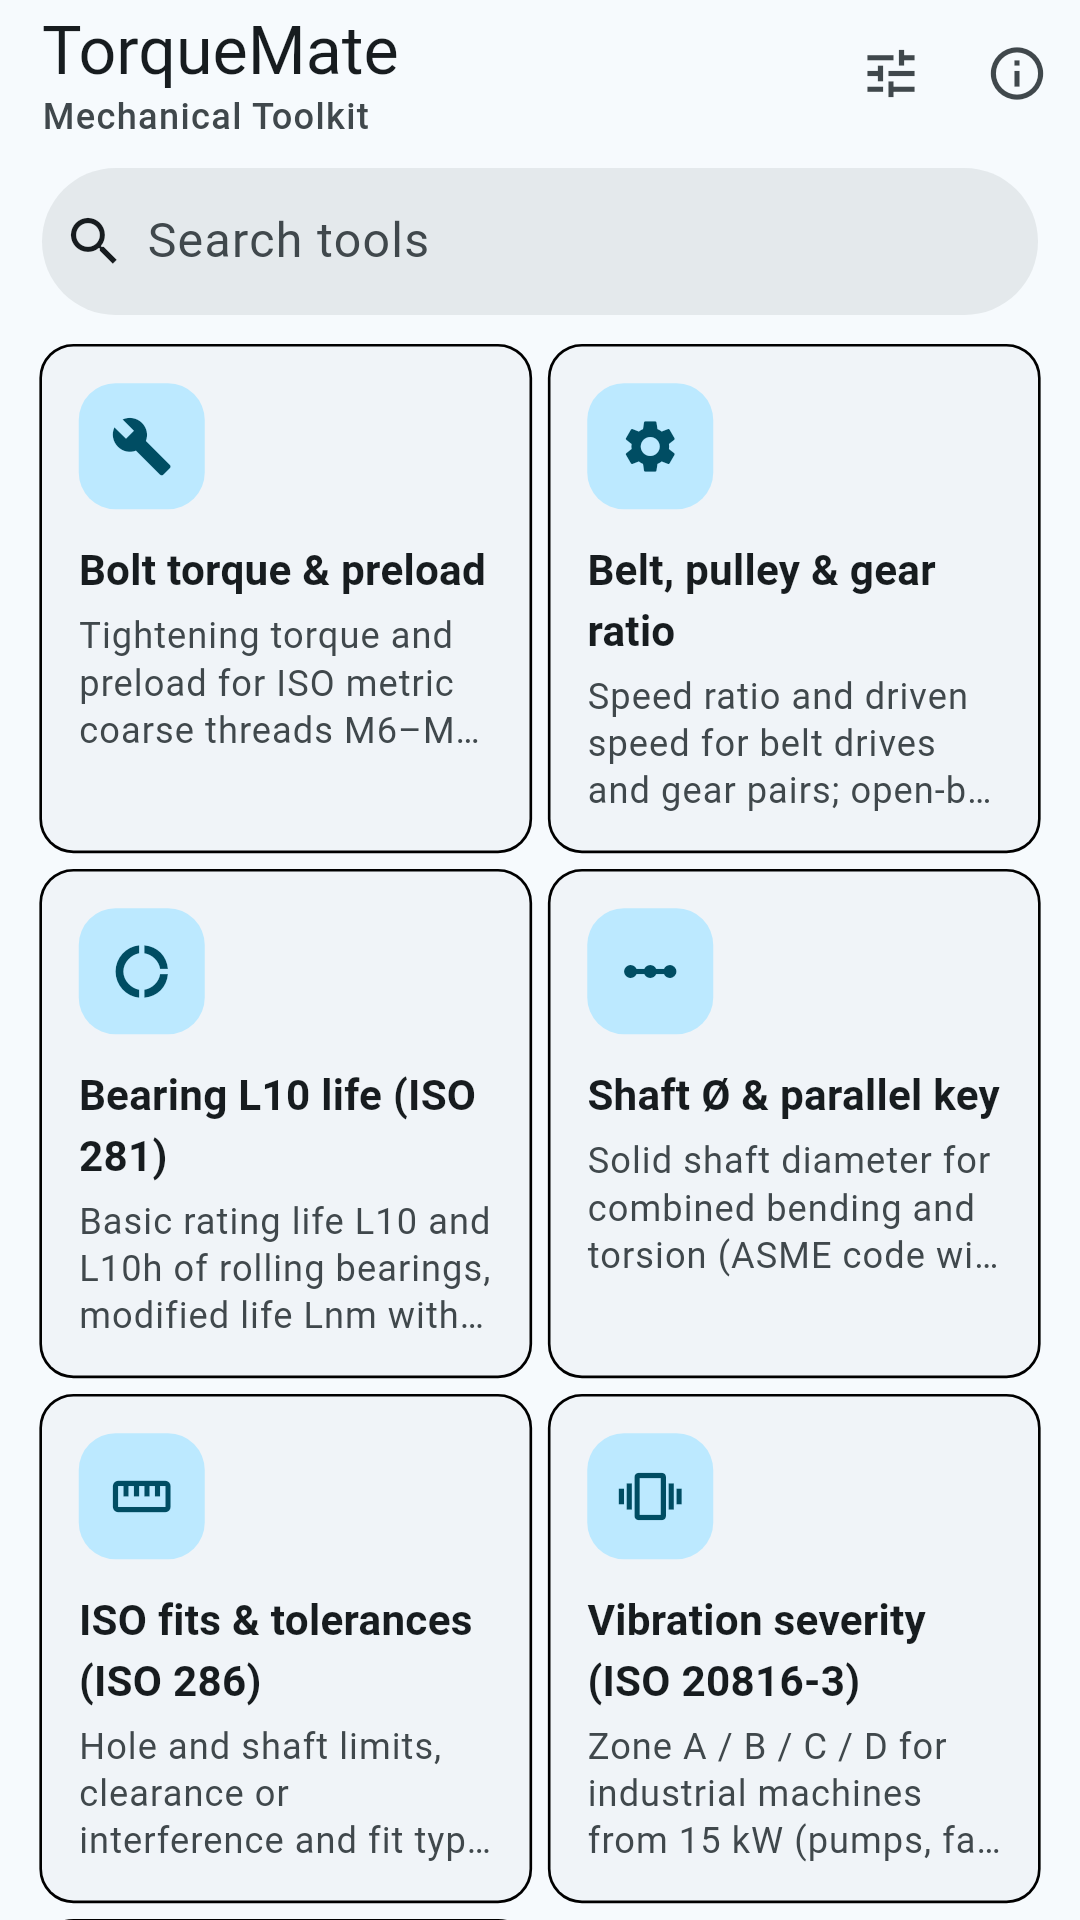 TorqueMate
Mechanical Toolkit
Search tools
Bolt torque & preload
Tightening torque and
preload for ISO metric
coarse threads M6–M…
Belt, pulley & gear
ratio
Speed ratio and driven
speed for belt drives
and gear pairs; open-b…
Bearing L10 life (ISO
281)
Basic rating life L10 and
L10h of rolling bearings,
modified life Lnm with…
Shaft Ø & parallel key
Solid shaft diameter for
combined bending and
torsion (ASME code wi…
ISO fits & tolerances
(ISO 286)
Hole and shaft limits,
clearance or
interference and fit typ…
Vibration severity
(ISO 20816-3)
Zone A / B / C / D for
industrial machines
from 15 kW (pumps, fa…